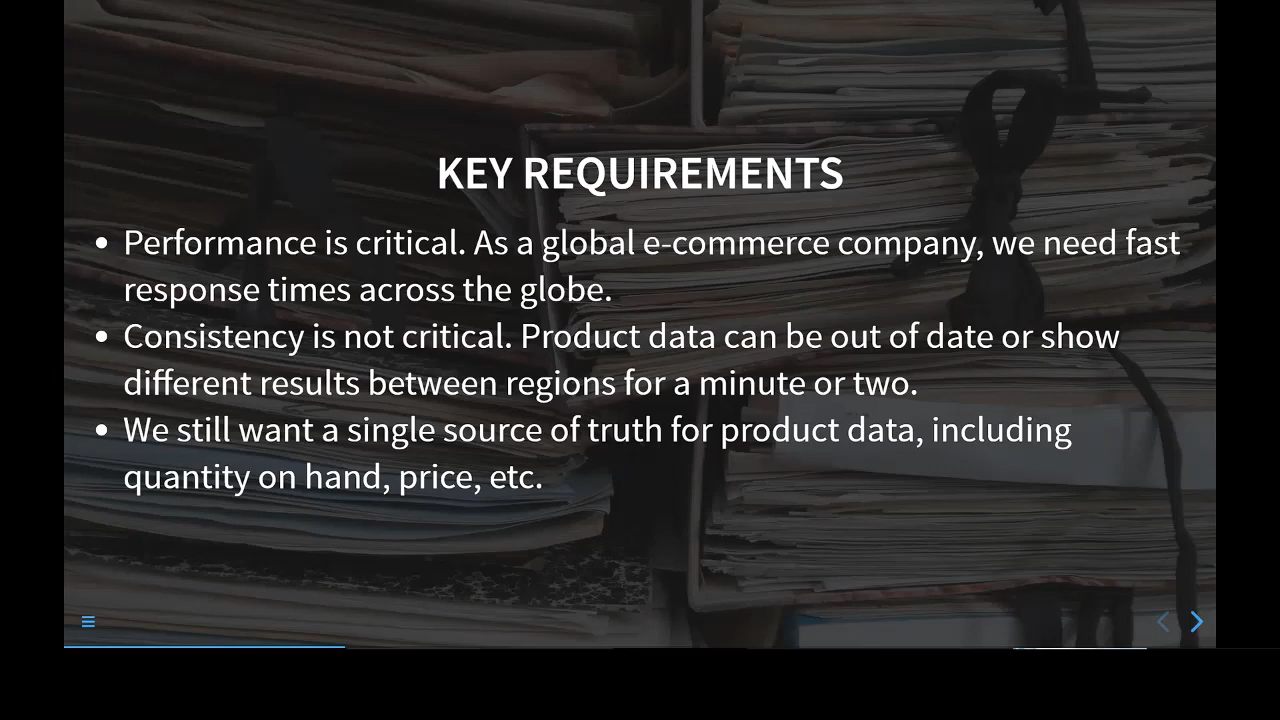 KEY REQUIREMENTS
• Performance is critical. As a global e-commerce company, we need fast
response times across the globe.
• Consistency is not critical. Product data can be out of date or show
different results between regions for a minute or two.
• We still want a single source of truth for product data, including
quantity on hand, price, etc.